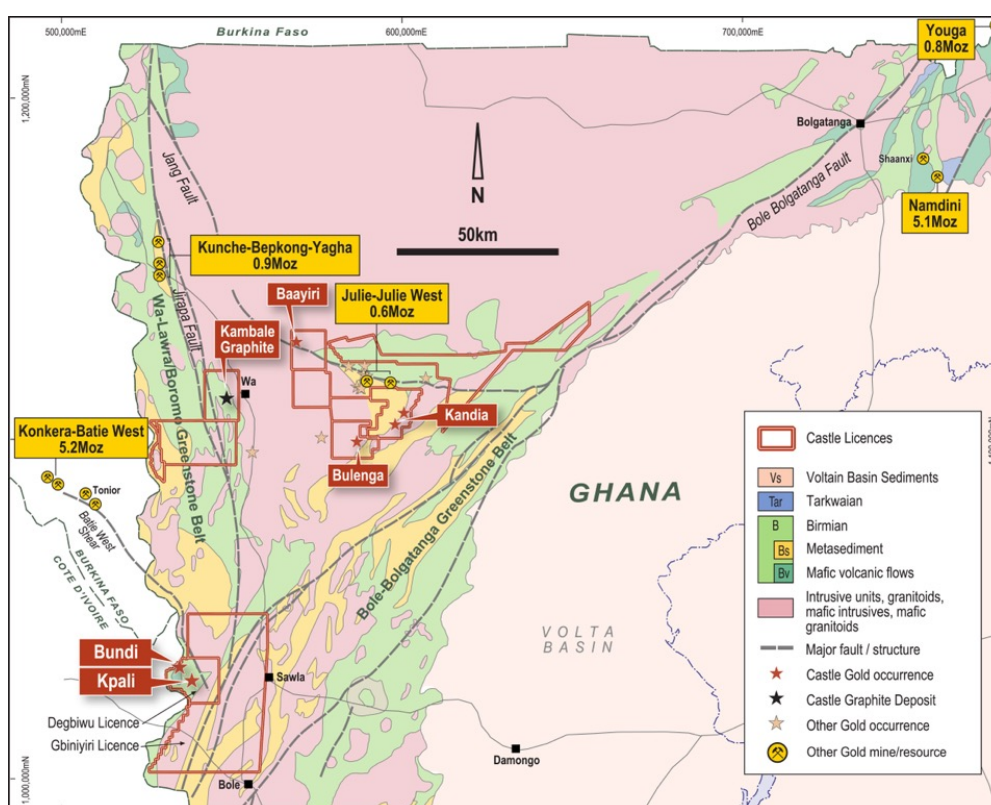 500,000mE
Burkina Faso
600,000mE
700,000mE
Youga
0.8Moz
1,200,000mN
Bolgatanga
Shaanxi
Namdini
5.1Moz
Jang Fault
N
50km
Bole Bolgatanga Fault
Kunche-Bepkong-Yagha
0.9Moz
Jirapa Fault
Wa-Lawra/Boromo Greenstone Belt
Baayiri
Julie-Julie West
0.6Moz
Kambale
Graphite
Wa
Kandia
Bulenga
Konkera-Batie West
5.2Moz
Tonior
Batie West
Shear
BURKINA FASO
COTE D'IVOIRE
GHANA
Bole-Bolgatanga Greenstone Belt
VOLTA
BASIN
Bundi
Kpali
Sawla
Degbiwu Licence
Gbiniyiri Licence
Damongo
Bole
1,000,000mN
Castle Licences
Vs
Voltain Basin Sediments
Tar
Tarkwaian
B
Birmian
Bs
Metasediment
Bv
Mafic volcanic flows
Intrusive units, granitoids,
mafic intrusives, mafic
granitoids
Major fault / structure
Castle Gold occurrence
Castle Graphite Deposit
Other Gold occurrence
Other Gold mine/resource